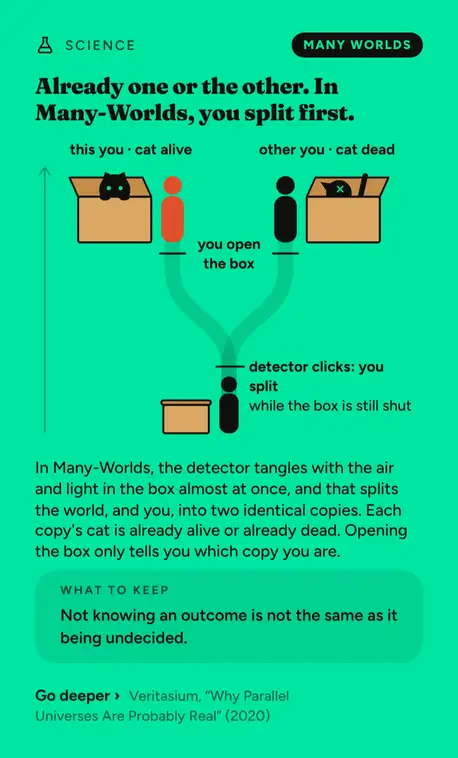 SCIENCE
MANY WORLDS
Already one or the other. In
Many-Worlds, you split first.
this you · cat alive
other you · cat dead
you open
the box
detector clicks: you
split
while the box is still shut
In Many-Worlds, the detector tangles with the air
and light in the box almost at once, and that splits
the world, and you, into two identical copies. Each
copy's cat is already alive or already dead. Opening
the box only tells you which copy you are.
WHAT TO KEEP
Not knowing an outcome is not the same as it
being undecided.
Go deeper › Veritasium, “Why Parallel
Universes Are Probably Real” (2020)